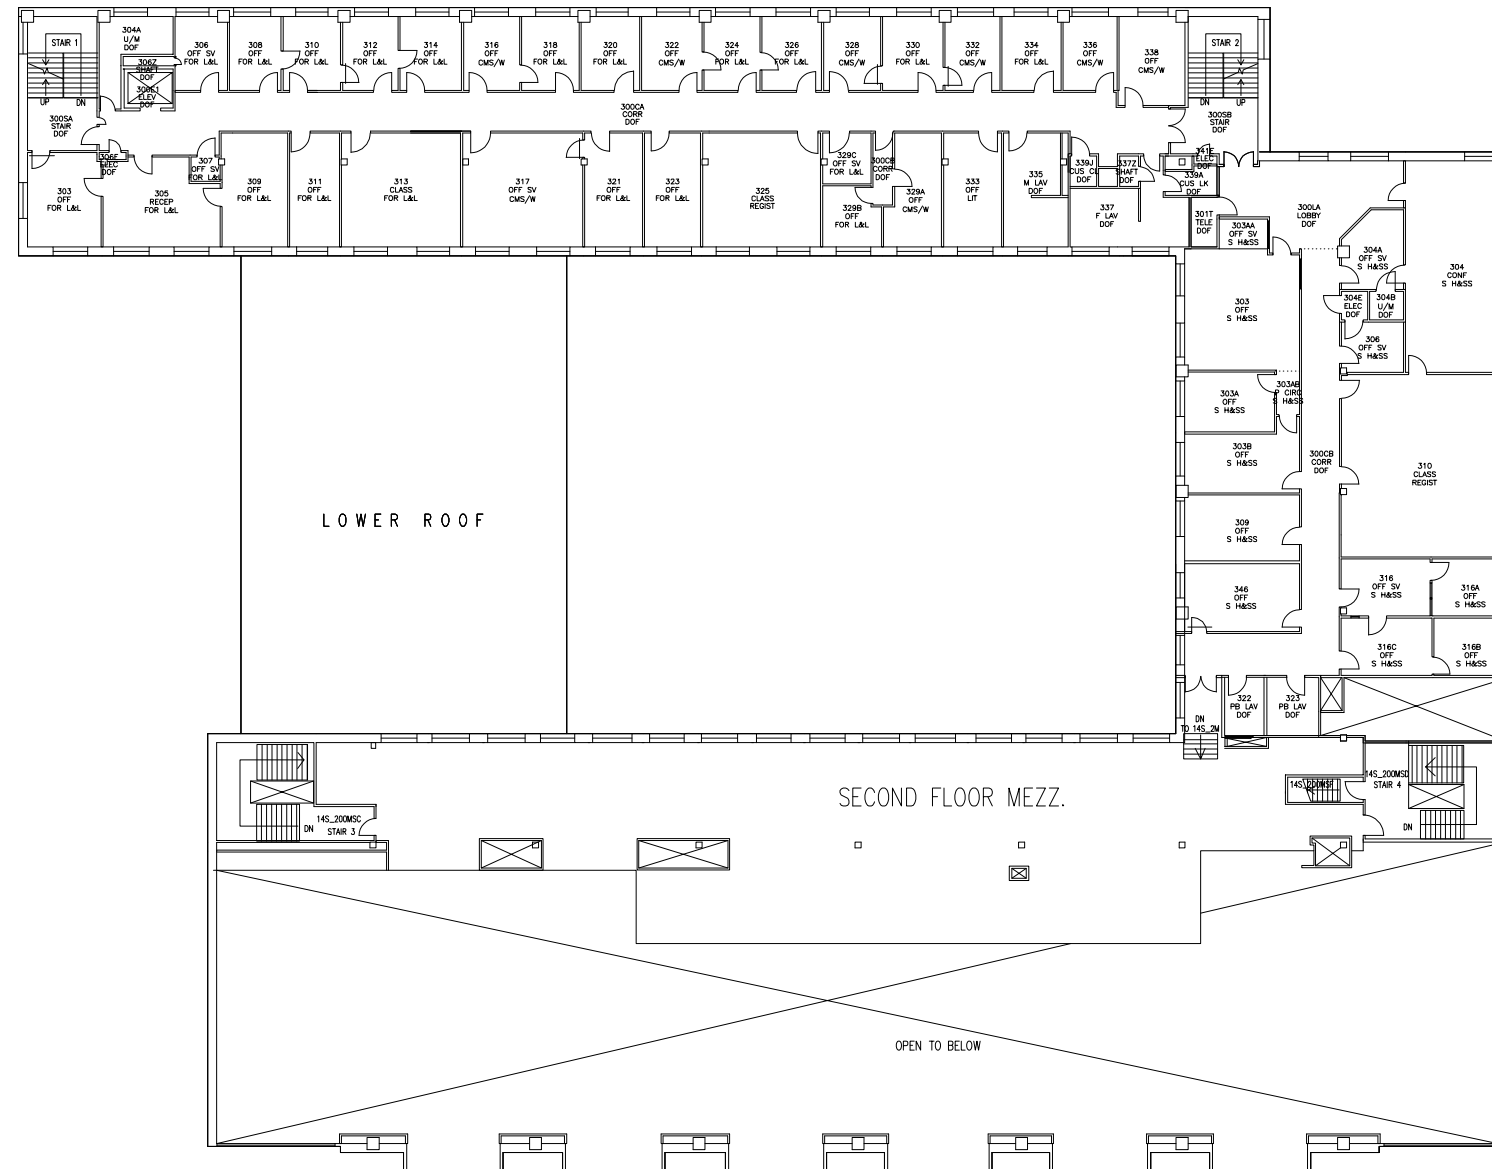 STAIR 1
UP
DN
304A
U/M
DOF
306Z
SHAFT
DOF
306E1
ELEV
DOF
306
OFF SV
FOR L&L
308
OFF
FOR L&L
310
OFF
FOR L&L
312
OFF
FOR L&L
314
OFF
FOR L&L
316
OFF
CMS/W
318
OFF
FOR L&L
320
OFF
FOR L&L
322
OFF
CMS/W
324
OFF
FOR L&L
326
OFF
FOR L&L
328
OFF
CMS/W
330
OFF
FOR L&L
332
OFF
CMS/W
334
OFF
FOR L&L
336
OFF
CMS/W
338
OFF
CMS/W
STAIR 2
DN
UP
300SA
STAIR
DOF
300CA
CORR
DOF
300SB
STAIR
DOF
303
OFF
FOR L&L
306E
ELEC
DOF
305
RECEP
FOR L&L
307
OFF SV
FOR L&L
309
OFF
FOR L&L
311
OFF
FOR L&L
313
CLASS
FOR L&L
317
OFF SV
CMS/W
321
OFF
FOR L&L
323
OFF
FOR L&L
325
CLASS
REGIST
329C
OFF SV
FOR L&L
329B
OFF
FOR L&L
300CB
CORR
DOF
329A
OFF
CMS/W
333
OFF
LIT
335
M LAV
DOF
339J
CUS CL
DOF
337Z
SHAFT
DOF
337
F LAV
DOF
341E
ELEC
DOF
339A
CUS LK
DOF
301T
TELE
DOF
303AA
OFF SV
S H&SS
300LA
LOBBY
DOF
304A
OFF SV
S H&SS
304
CONF
S H&SS
303
OFF
S H&SS
304E
ELEC
DOF
304B
U/M
DOF
306
OFF SV
S H&SS
303A
OFF
S H&SS
303AB
P CIRC
S H&SS
303B
OFF
S H&SS
300CB
CORR
DOF
310
CLASS
REGIST
309
OFF
S H&SS
346
OFF
S H&SS
316
OFF SV
S H&SS
316A
OFF
S H&SS
316C
OFF
S H&SS
316B
OFF
S H&SS
322
PB LAV
DOF
323
PB LAV
DOF
DN
TO 14S_2M
LOWER ROOF
SECOND FLOOR MEZZ.
14S_200MSC
STAIR 3
DN
14S_200MSF
14S_200MSD
STAIR 4
DN
OPEN TO BELOW